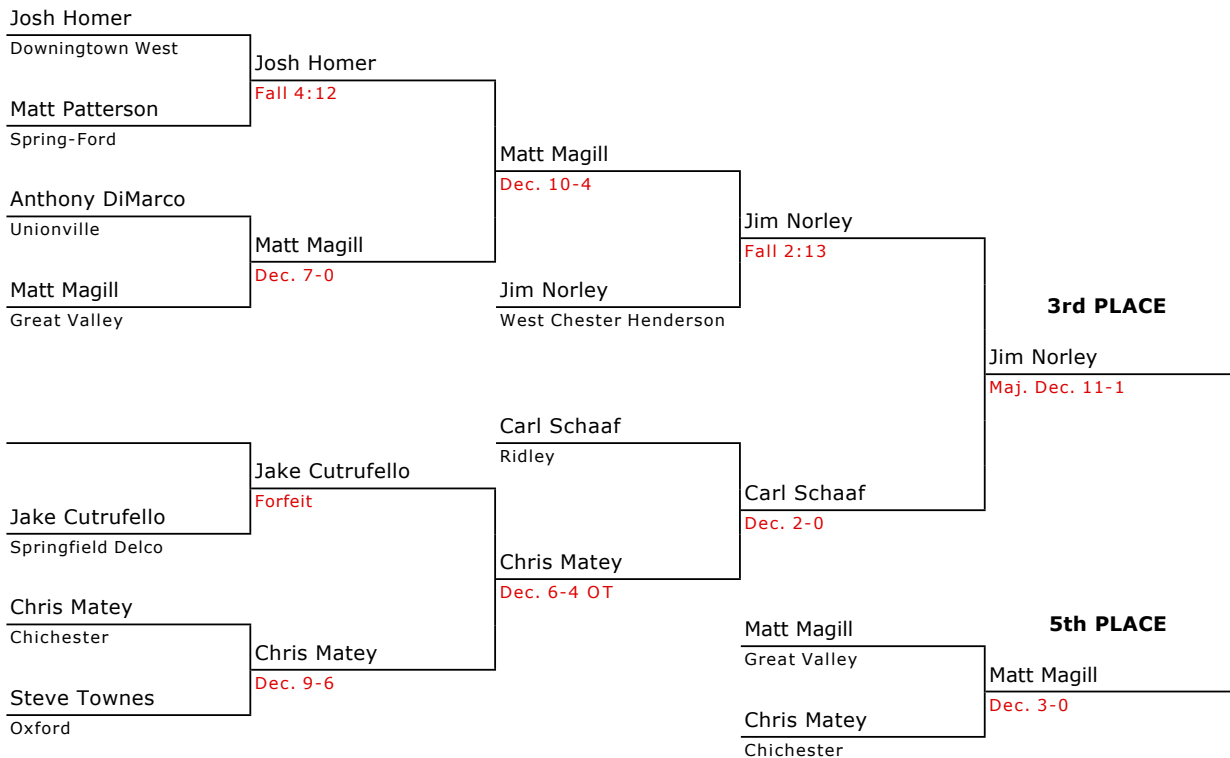 Josh Homer
Downingtown West
Josh Homer
Fall 4:12
Matt Patterson
Spring-Ford
Matt Magill
Dec. 10-4
Anthony DiMarco
Unionville
Jim Norley
Fall 2:13
Matt Magill
Dec. 7-0
Matt Magill
Great Valley
Jim Norley
West Chester Henderson
3rd PLACE
Jim Norley
Maj. Dec. 11-1
Carl Schaaf
Ridley
Jake Cutrufello
Forfeit
Carl Schaaf
Dec. 2-0
Jake Cutrufello
Springfield Delco
Chris Matey
Dec. 6-4 OT
Chris Matey
Chichester
5th PLACE
Matt Magill
Great Valley
Chris Matey
Dec. 9-6
Matt Magill
Dec. 3-0
Steve Townes
Oxford
Chris Matey
Chichester